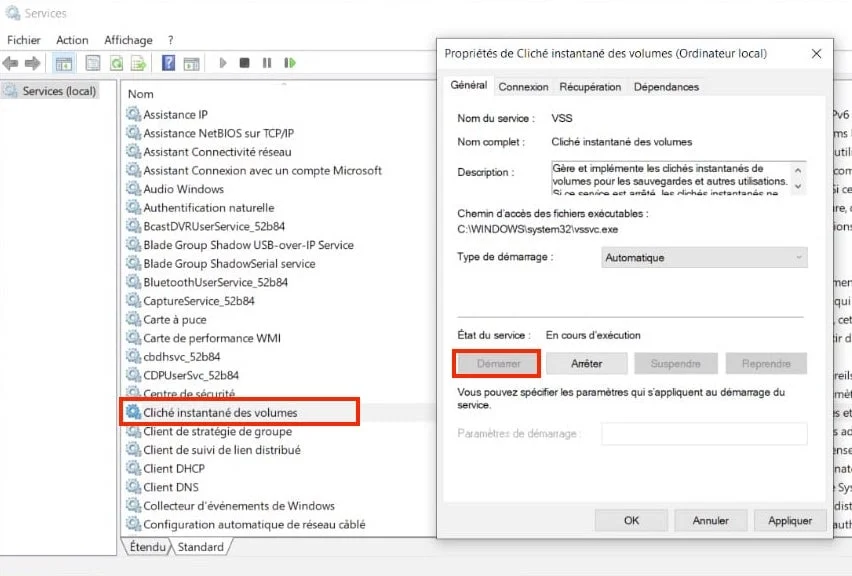 Services
Fichier Action Affichage ?
Services (local)
Nom
Assistance IP
Assistance NetBIOS sur TCP/IP
Assistant Connectivité réseau
Assistant Connexion avec un compte Microsoft
Audio Windows
Authentification naturelle
BcastDVRUserService_52b84
Blade Group Shadow USB-over-IP Service
Blade Group ShadowSerial service
BluetoothUserService_52b84
CaptureService_52b84
Carte à puce
Carte de performance WMI
cbdhsvc_52b84
CDPUserSvc_52b84
Centre de sécurité
Cliché instantané des volumes
Client de stratégie de groupe
Client de suivi de lien distribué
Client DHCP
Client DNS
Collecteur d'événements de Windows
Configuration automatique de réseau câblé
Étendu Standard
Propriétés de Cliché instantané des volumes (Ordinateur local)
Général Connexion Récupération Dépendances
Nom du service : VSS
Nom complet : Cliché instantané des volumes
Description : Gère et implémente les clichés instantanés de
volumes pour les sauvegardes et autres utilisations.
Si ce service est arrêté, les clichés instantanés ne
Chemin d'accès des fichiers exécutables :
C:\WINDOWS\system32\vssvc.exe
Type de démarrage : Automatique
État du service : En cours d'exécution
Démarrer Arrêter Suspendre Reprendre
Vous pouvez spécifier les paramètres qui s'appliquent au démarrage du
service.
Paramètres de démarrage :
OK Annuler Appliquer